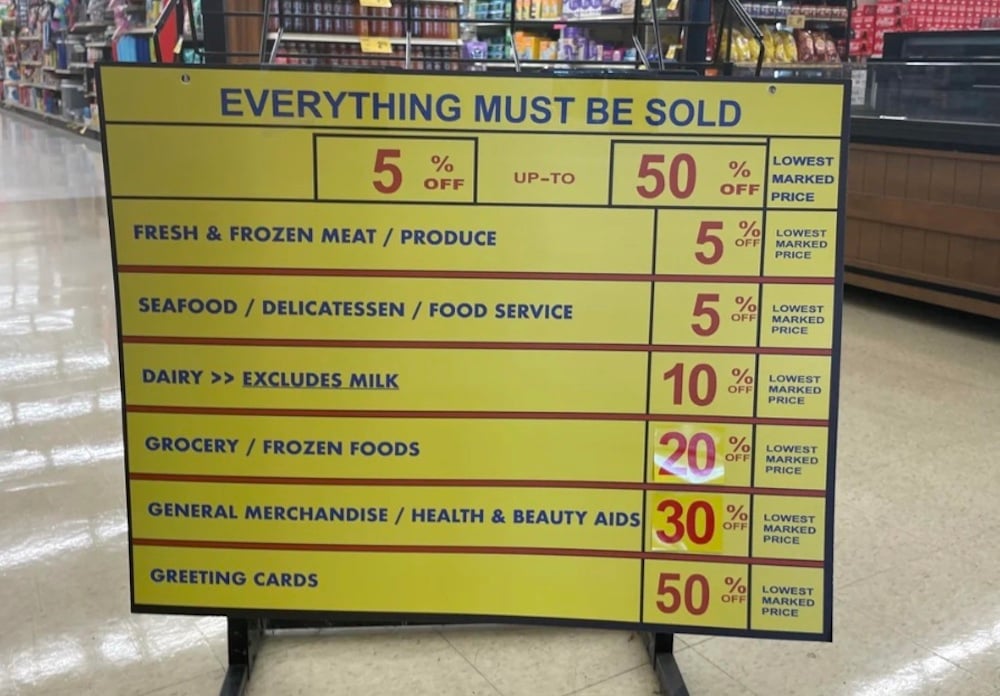 EVERYTHING MUST BE SOLD
5 % OFF UP-TO 50 % OFF LOWEST MARKED PRICE
FRESH & FROZEN MEAT / PRODUCE 5 % OFF LOWEST MARKED PRICE
SEAFOOD / DELICATESSEN / FOOD SERVICE 5 % OFF LOWEST MARKED PRICE
DAIRY >> EXCLUDES MILK 10 % OFF LOWEST MARKED PRICE
GROCERY / FROZEN FOODS 20 % OFF LOWEST MARKED PRICE
GENERAL MERCHANDISE / HEALTH & BEAUTY AIDS 30 % OFF LOWEST MARKED PRICE
GREETING CARDS 50 % OFF LOWEST MARKED PRICE